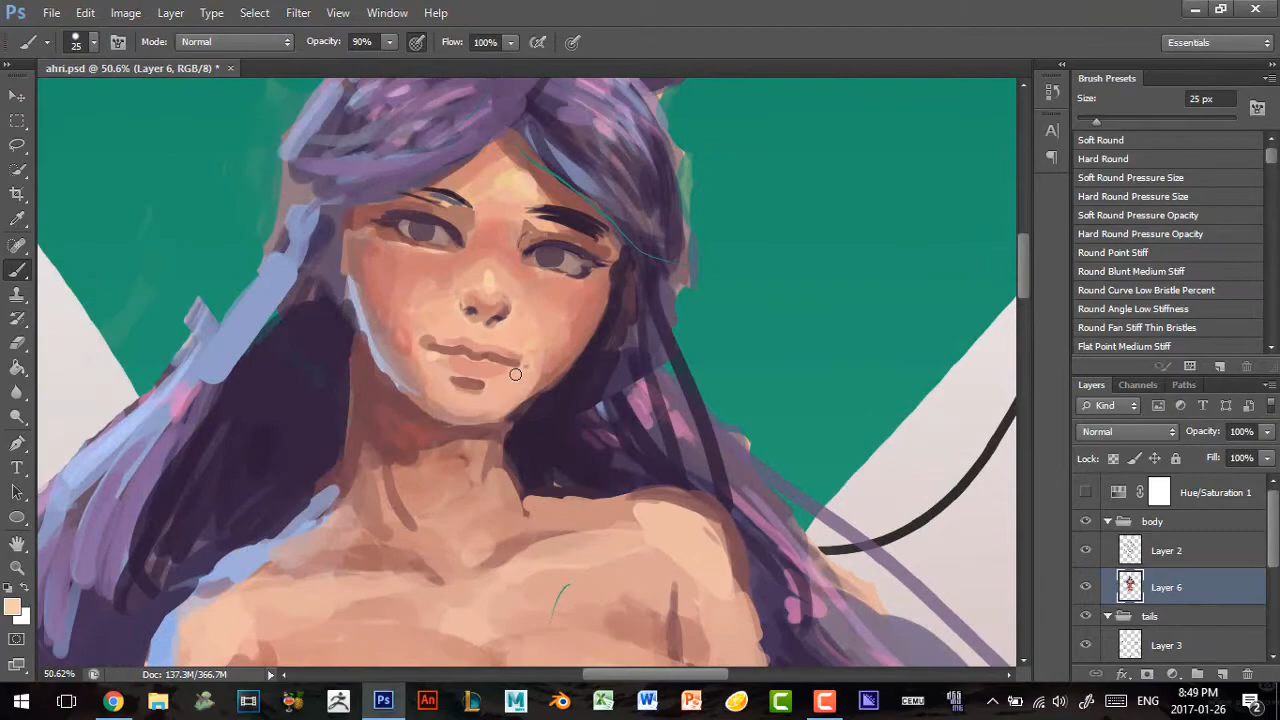 Ps File Edit Image Layer Type Select Filter View Window Help
25 Mode: Normal Opacity: 90% Flow: 100% Essentials
ahri.psd @ 50.6% (Layer 6, RGB/8) * ×
Brush Presets
Size: 25 px
Soft Round
Hard Round
Soft Round Pressure Size
Hard Round Pressure Size
Soft Round Pressure Opacity
Hard Round Pressure Opacity
Round Point Stiff
Round Blunt Medium Stiff
Round Curve Low Bristle Percent
Round Angle Low Stiffness
Round Fan Stiff Thin Bristles
Flat Point Medium Stiff
Layers Channels Paths
Kind
Normal Opacity: 100%
Lock: Fill: 100%
Hue/Saturation 1
body
Layer 2
Layer 6
tails
Layer 3
50.62% Doc: 137.3M/366.7M
Ps An M W C CEMU ENG 8:49 PM
2017-01-26 2